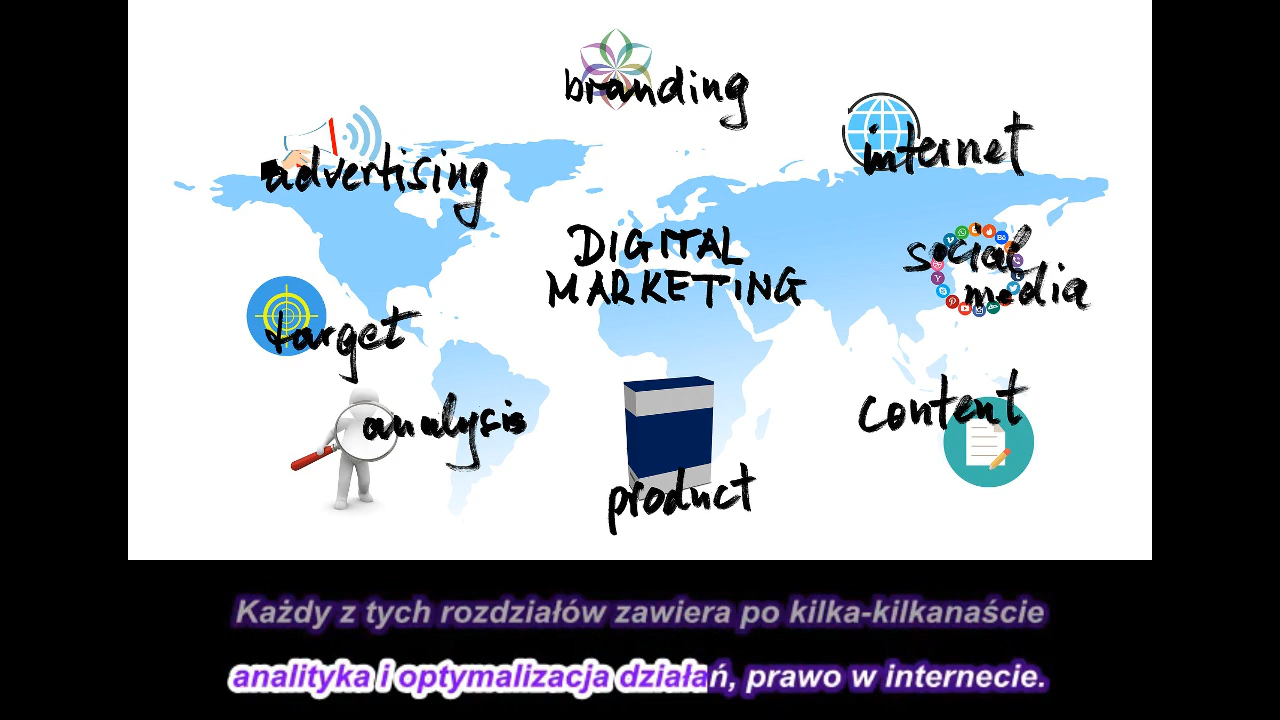 branding
internet
advertising
DIGITAL
MARKETING
social
media
target
analysis
content
product
Każdy z tych rozdziałów zawiera po kilka-kilkanaście
analityka i optymalizacja działań, prawo w internecie.